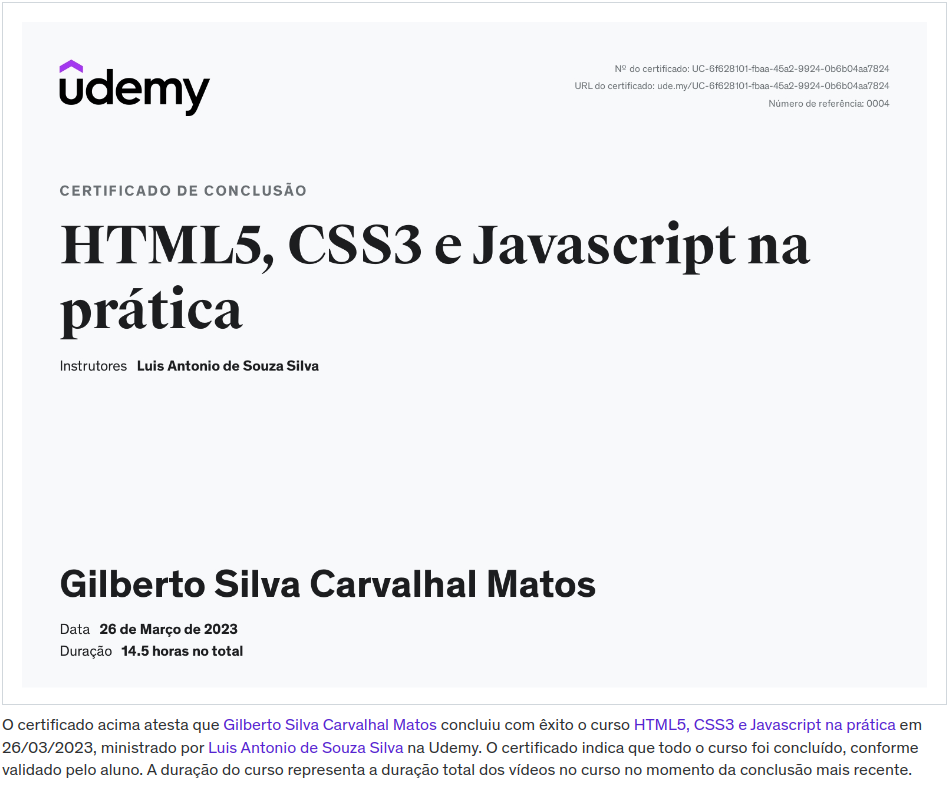 udemy
Nº do certificado: UC-6f628101-fbaa-45a2-9924-0b6b04aa7824
URL do certificado: ude.my/UC-6f628101-fbaa-45a2-9924-0b6b04aa7824
Número de referência: 0004
CERTIFICADO DE CONCLUSÃO
HTML5, CSS3 e Javascript na
prática
Instrutores Luis Antonio de Souza Silva
Gilberto Silva Carvalhal Matos
Data 26 de Março de 2023
Duração 14.5 horas no total
O certificado acima atesta que Gilberto Silva Carvalhal Matos concluiu com êxito o curso HTML5, CSS3 e Javascript na prática em
26/03/2023, ministrado por Luis Antonio de Souza Silva na Udemy. O certificado indica que todo o curso foi concluído, conforme
validado pelo aluno. A duração do curso representa a duração total dos vídeos no curso no momento da conclusão mais recente.